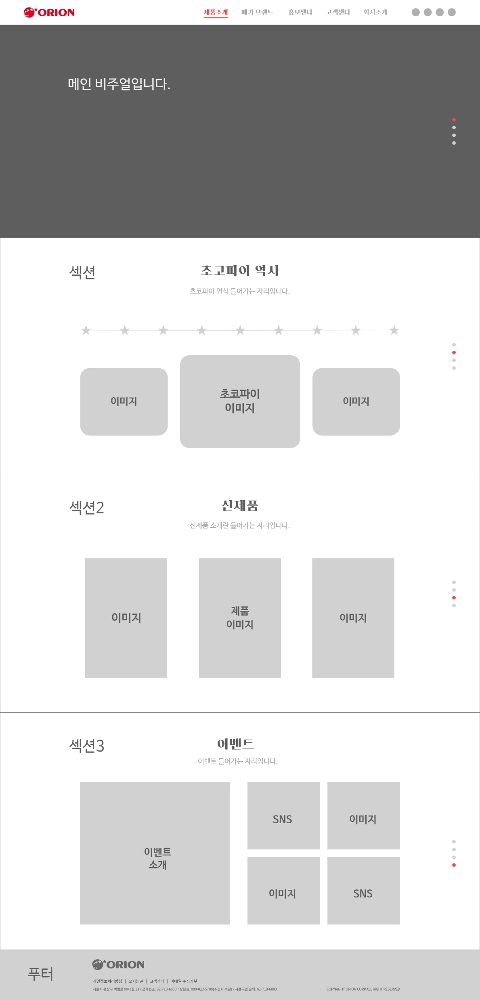 ORION 제품소개 메가 브랜드 홍보센터 고객센터 회사소개
메인 비주얼입니다.
섹션
초코파이 역사
초코파이 연식 들어가는 자리입니다.
이미지
초코파이
이미지
이미지
섹션2
신제품
신제품 소개란 들어가는 자리입니다.
이미지
제품
이미지
이미지
섹션3
이벤트
이벤트 들어가는 자리입니다.
이벤트
소개
SNS
이미지
이미지
SNS
푸터
ORION
개인정보처리방침 | 오시는길 | 고객센터 | 이메일 수집거부
서울시 용산구 백범로 90다길 13 / 전화번호: 02-710-6000 / 상담실: 080-023-5700(수신자 부담) / 제품구입 문의: 02-710-6083
COPYRIGHT ORION CORP.ALL RIGHT RESERVED